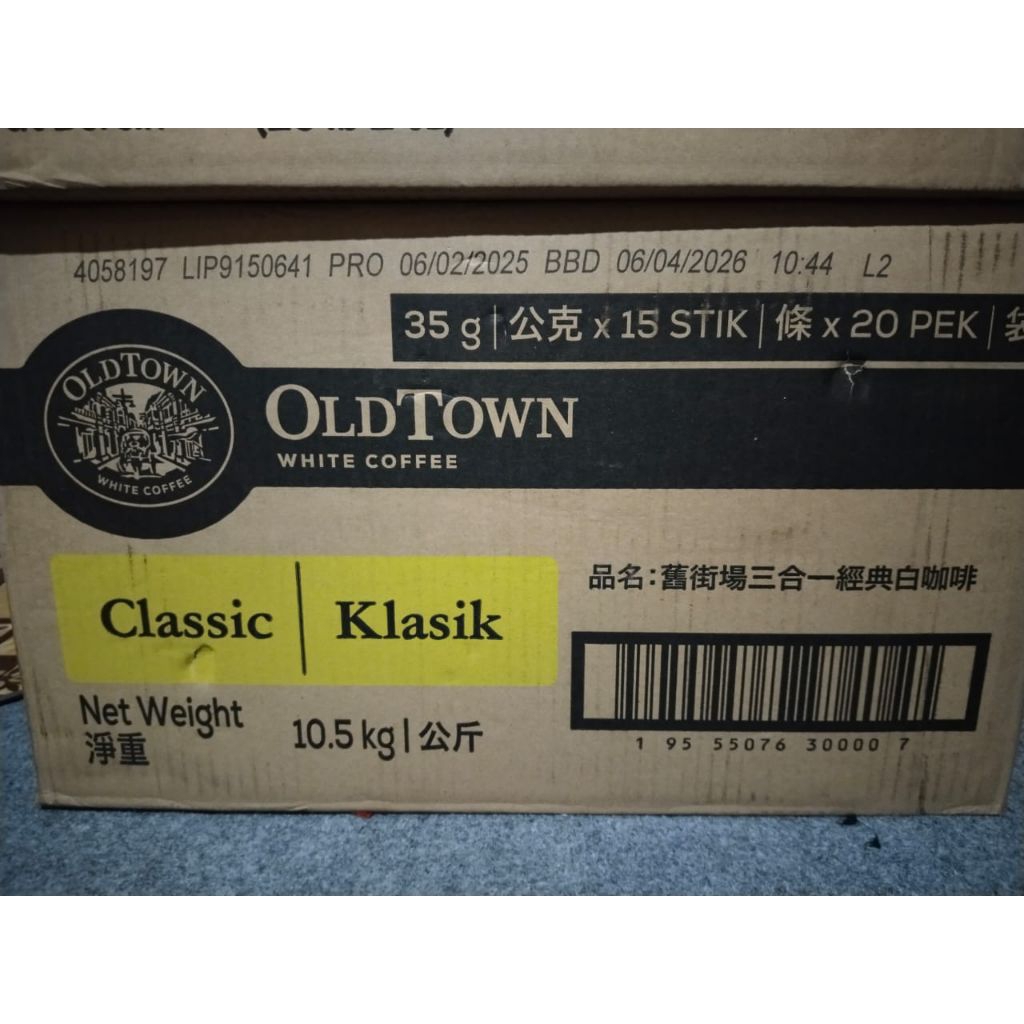 4058197 LIP9150641 PRO 06/02/2025 BBD 06/04/2026 10:44 L2
35 g | 公克 x 15 STIK | 條 x 20 PEK |
OLDTOWN
WHITE COFFEE
OLDTOWN
WHITE COFFEE
Classic | Klasik
品名:舊街場三合一經典白咖啡
Net Weight
淨重
10.5 kg | 公斤
1 95 55076 30000 7